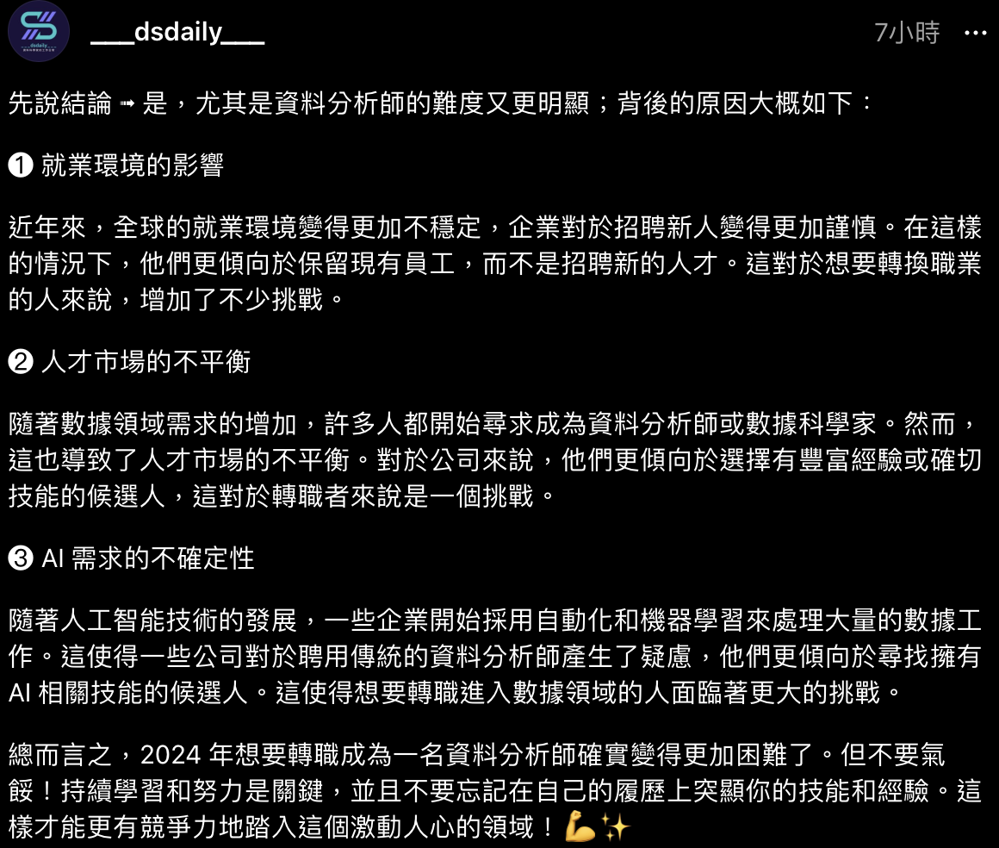 ___dsdaily___
___dsdaily___ 7小時 ...
先說結論 ➟ 是，尤其是資料分析師的難度又更明顯；背後的原因大概如下：
❶ 就業環境的影響
近年來，全球的就業環境變得更加不穩定，企業對於招聘新人變得更加謹慎。在這樣
的情況下，他們更傾向於保留現有員工，而不是招聘新的人才。這對於想要轉換職業
的人來說，增加了不少挑戰。
❷ 人才市場的不平衡
隨著數據領域需求的增加，許多人都開始尋求成為資料分析師或數據科學家。然而，
這也導致了人才市場的不平衡。對於公司來說，他們更傾向於選擇有豐富經驗或確切
技能的候選人，這對於轉職者來說是一個挑戰。
❸ AI 需求的不確定性
隨著人工智能技術的發展，一些企業開始採用自動化和機器學習來處理大量的數據工
作。這使得一些公司對於聘用傳統的資料分析師產生了疑慮，他們更傾向於尋找擁有
AI 相關技能的候選人。這使得想要轉職進入數據領域的人面臨著更大的挑戰。
總而言之，2024 年想要轉職成為一名資料分析師確實變得更加困難了。但不要氣
餒！持續學習和努力是關鍵，並且不要忘記在自己的履歷上突顯你的技能和經驗。這
樣才能更有競爭力地踏入這個激動人心的領域！💪✨